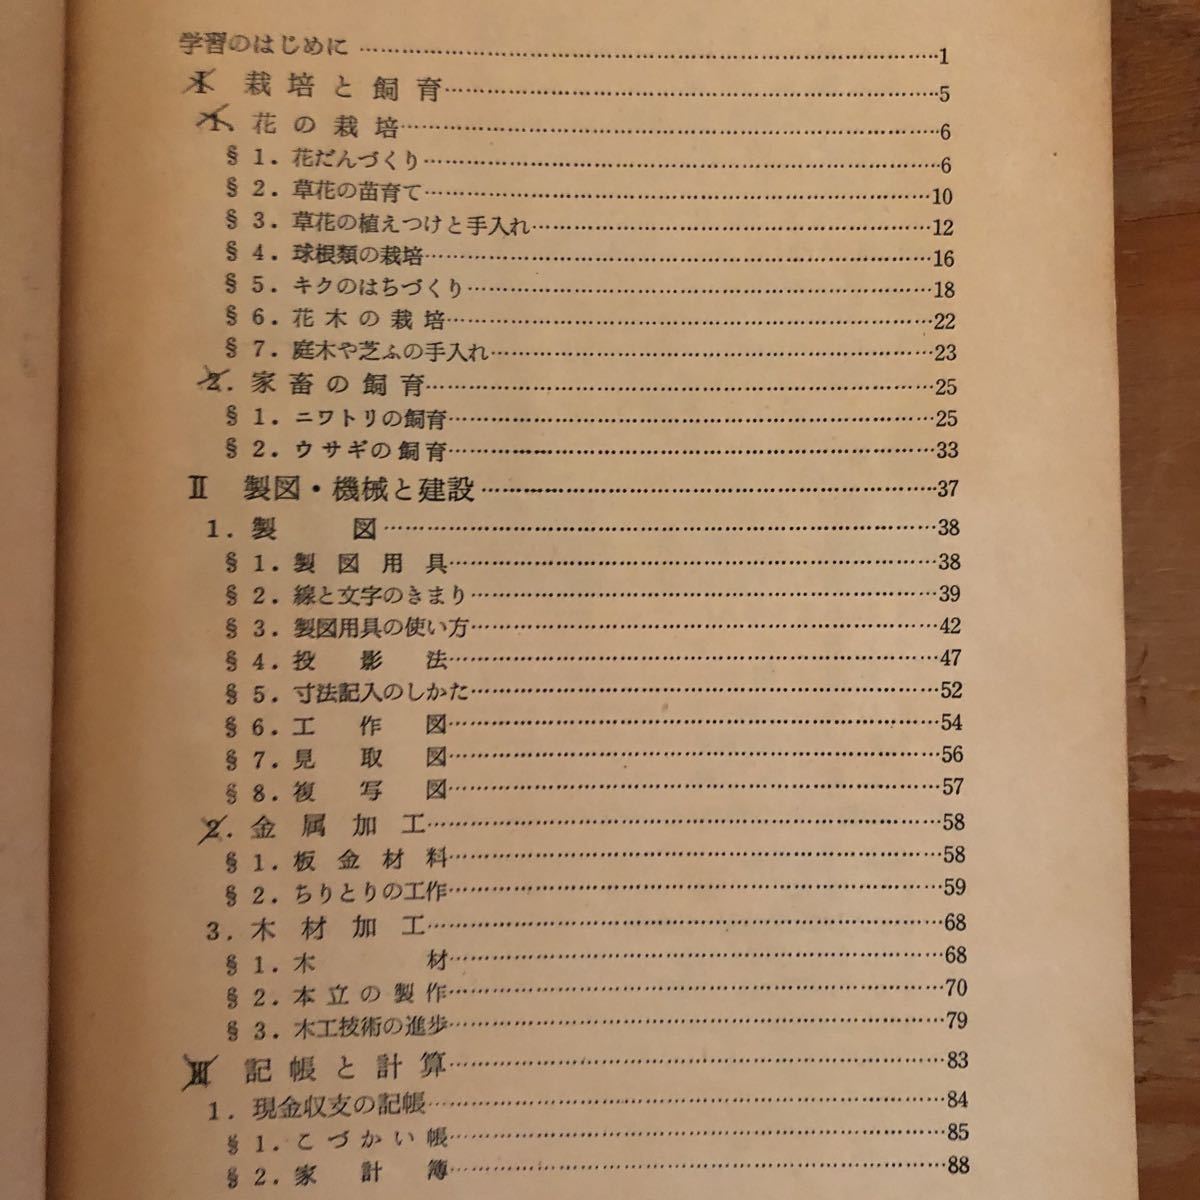 学習のはじめに……1
I 栽培と飼育……5
1. 花の栽培……6
§1. 花だんづくり……6
§2. 草花の苗育て……10
§3. 草花の植えつけと手入れ……12
§4. 球根類の栽培……16
§5. キクのはちづくり……18
§6. 花木の栽培……22
§7. 庭木や芝ふの手入れ……23
2. 家畜の飼育……25
§1. ニワトリの飼育……25
§2. ウサギの飼育……33
II 製図・機械と建設……37
1. 製図……38
§1. 製図用具……38
§2. 線と文字のきまり……39
§3. 製図用具の使い方……42
§4. 投影法……47
§5. 寸法記入のしかた……52
§6. 工作図……54
§7. 見取図……56
§8. 複写図……57
2. 金属加工……58
§1. 板金材料……58
§2. ちりとりの工作……59
3. 木材加工……68
§1. 木材……68
§2. 本立の製作……70
§3. 木工技術の進歩……79
III 記帳と計算……83
1. 現金収支の記帳……84
§1. こづかい帳……85
§2. 家計簿……88